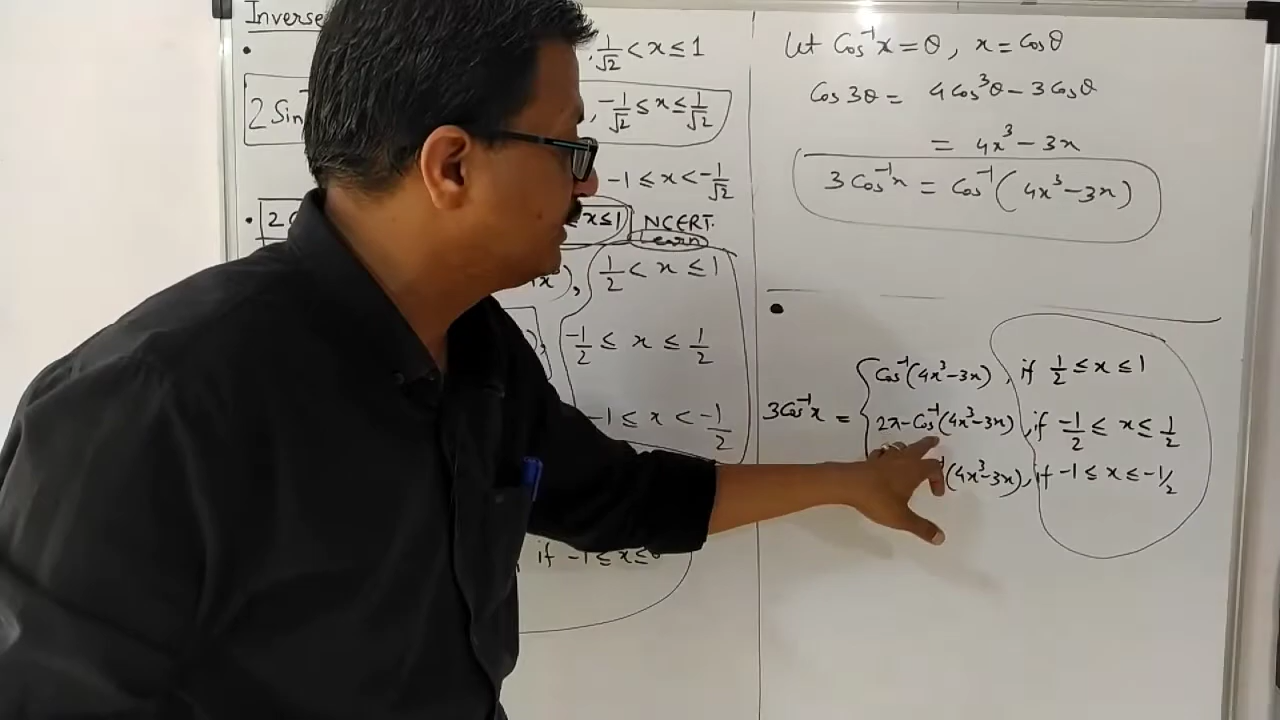 Inverse
, 1/√2 < x ≤ 1
2 Sin⁻¹ , -1/√2 ≤ x ≤ 1/√2
-1 ≤ x < -1/√2
• 2 x ≤ 1 NCERT.
Learn
), 1/2 < x ≤ 1
), -1/2 ≤ x ≤ 1/2
-1 ≤ x < -1/2
if -1 ≤ x ≤ 0
Let Cos⁻¹x = θ, x = Cosθ
Cos3θ = 4Cos³θ - 3Cosθ
= 4x³ - 3x
3Cos⁻¹x = Cos⁻¹(4x³ - 3x)
•
Cos⁻¹(4x³-3x), if 1/2 ≤ x ≤ 1
3Cos⁻¹x = { 2π-Cos⁻¹(4x³-3x), if -1/2 ≤ x ≤ 1/2
⁻¹(4x³-3x), if -1 ≤ x ≤ -1/2